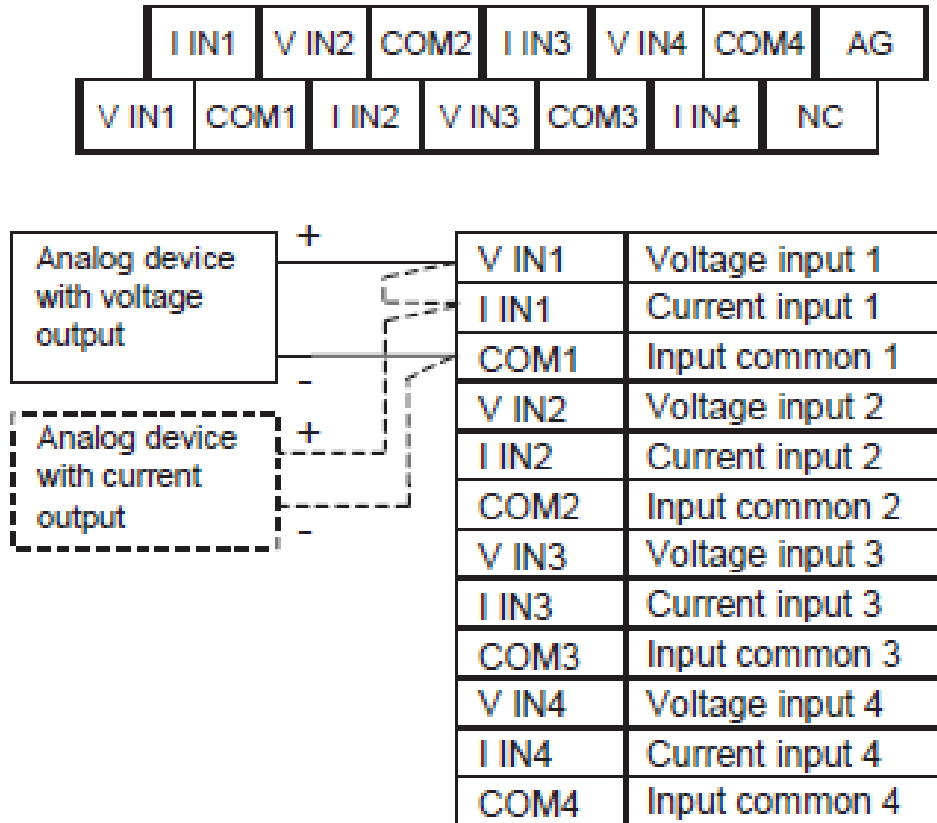 I IN1 V IN2 COM2 I IN3 V IN4 COM4 AG
V IN1 COM1 I IN2 V IN3 COM3 I IN4 NC
Analog device
with voltage
output
+
-
Analog device
with current
output
+
-
V IN1 Voltage input 1
I IN1 Current input 1
COM1 Input common 1
V IN2 Voltage input 2
I IN2 Current input 2
COM2 Input common 2
V IN3 Voltage input 3
I IN3 Current input 3
COM3 Input common 3
V IN4 Voltage input 4
I IN4 Current input 4
COM4 Input common 4